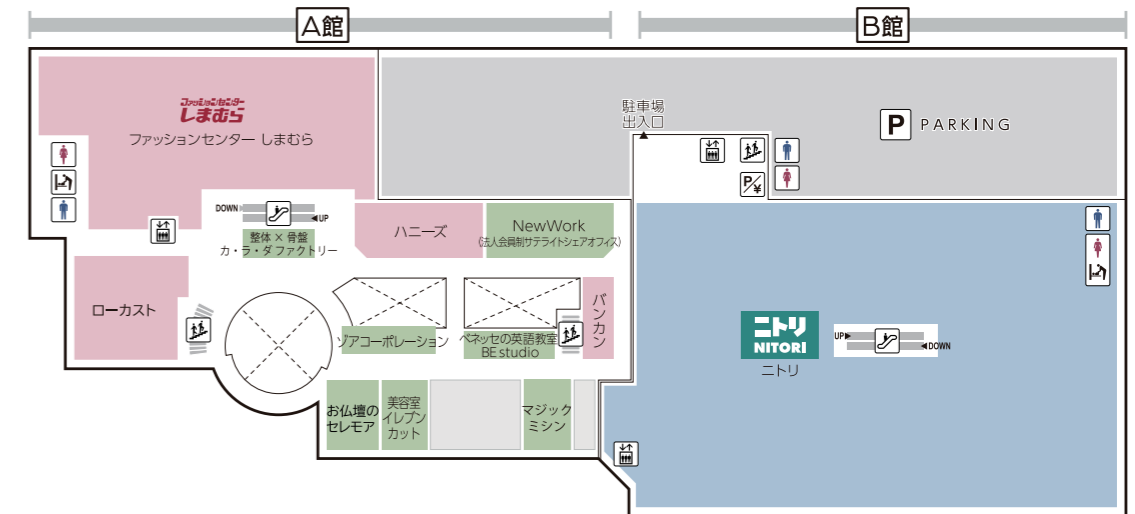 A館
B館
ファッションセンター
しまむら
ファッションセンター しまむら
駐車場
出入口
P PARKING
P/¥
DOWN
UP
整体×骨盤
カ・ラ・ダ ファクトリー
ハニーズ
NewWork
(法人会員制サテライトシェアオフィス)
ローカスト
ゾアコーポレーション
ベネッセの英語教室
BE studio
バンカン
ニトリ
NITORI
ニトリ
UP
DOWN
お仏壇の
セレモア
美容室
イレブン
カット
マジック
ミシン